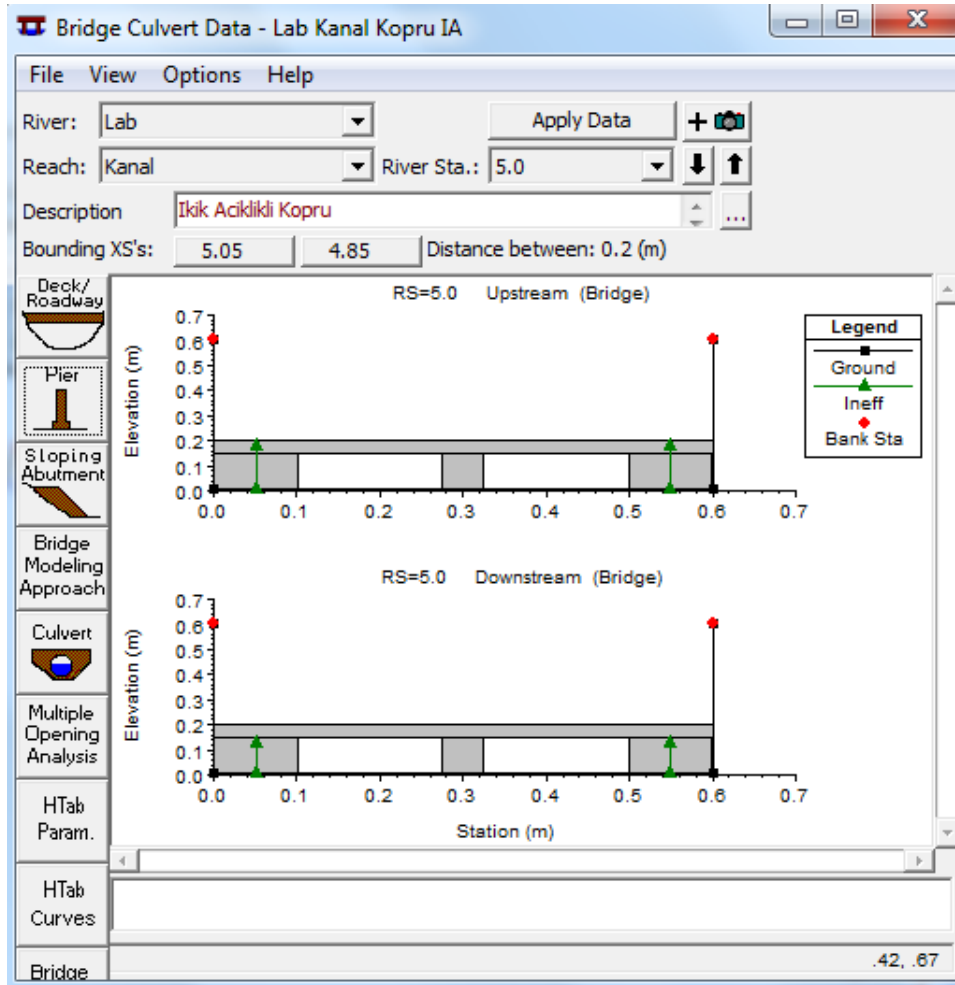 Bridge Culvert Data - Lab Kanal Kopru IA
File View Options Help
River: Lab Apply Data +
Reach: Kanal River Sta.: 5.0
Description Ikik Aciklikli Kopru ...
Bounding XS's: 5.05 4.85 Distance between: 0.2 (m)
Deck/
Roadway
Pier
Sloping
Abutment
Bridge
Modeling
Approach
Culvert
Multiple
Opening
Analysis
HTab
Param.
HTab
Curves
Bridge
RS=5.0 Upstream (Bridge)
Elevation (m)
0.7
0.6
0.5
0.4
0.3
0.2
0.1
0.0
0.0 0.1 0.2 0.3 0.4 0.5 0.6 0.7
Legend
Ground
Ineff
Bank Sta
RS=5.0 Downstream (Bridge)
Elevation (m)
0.7
0.6
0.5
0.4
0.3
0.2
0.1
0.0
0.0 0.1 0.2 0.3 0.4 0.5 0.6 0.7
Station (m)
.42, .67